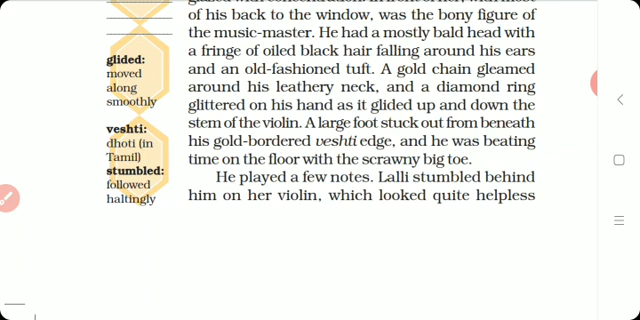 of his back to the window, was the bony figure of
the music-master. He had a mostly bald head with
a fringe of oiled black hair falling around his ears
and an old-fashioned tuft. A gold chain gleamed
around his leathery neck, and a diamond ring
glittered on his hand as it glided up and down the
stem of the violin. A large foot stuck out from beneath
his gold-bordered veshti edge, and he was beating
time on the floor with the scrawny big toe.
He played a few notes. Lalli stumbled behind
him on her violin, which looked quite helpless
glided:
moved
along
smoothly
veshti:
dhoti (in
Tamil)
stumbled:
followed
haltingly